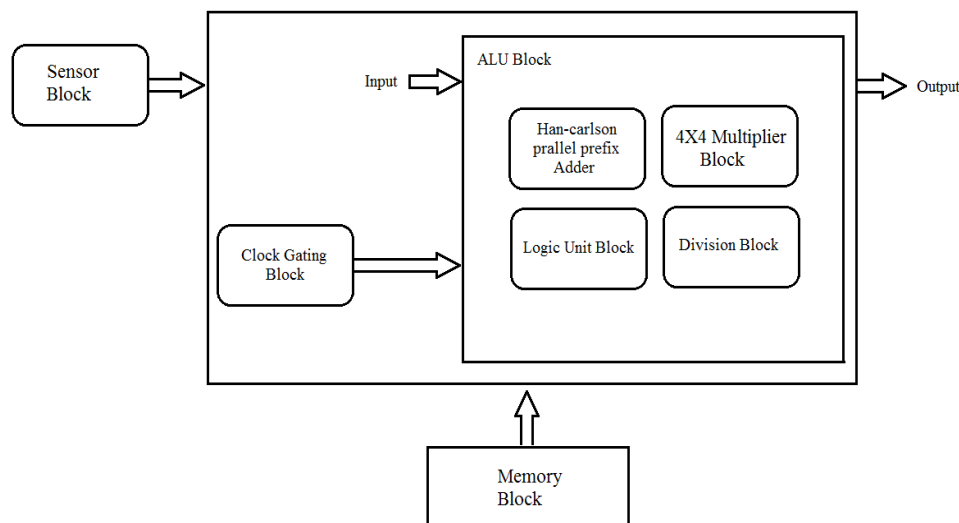 Sensor
Block
Input
ALU Block
Output
Han-carlson
prallel prefix
Adder
4X4 Multiplier
Block
Clock Gating
Block
Logic Unit Block
Division Block
Memory
Block